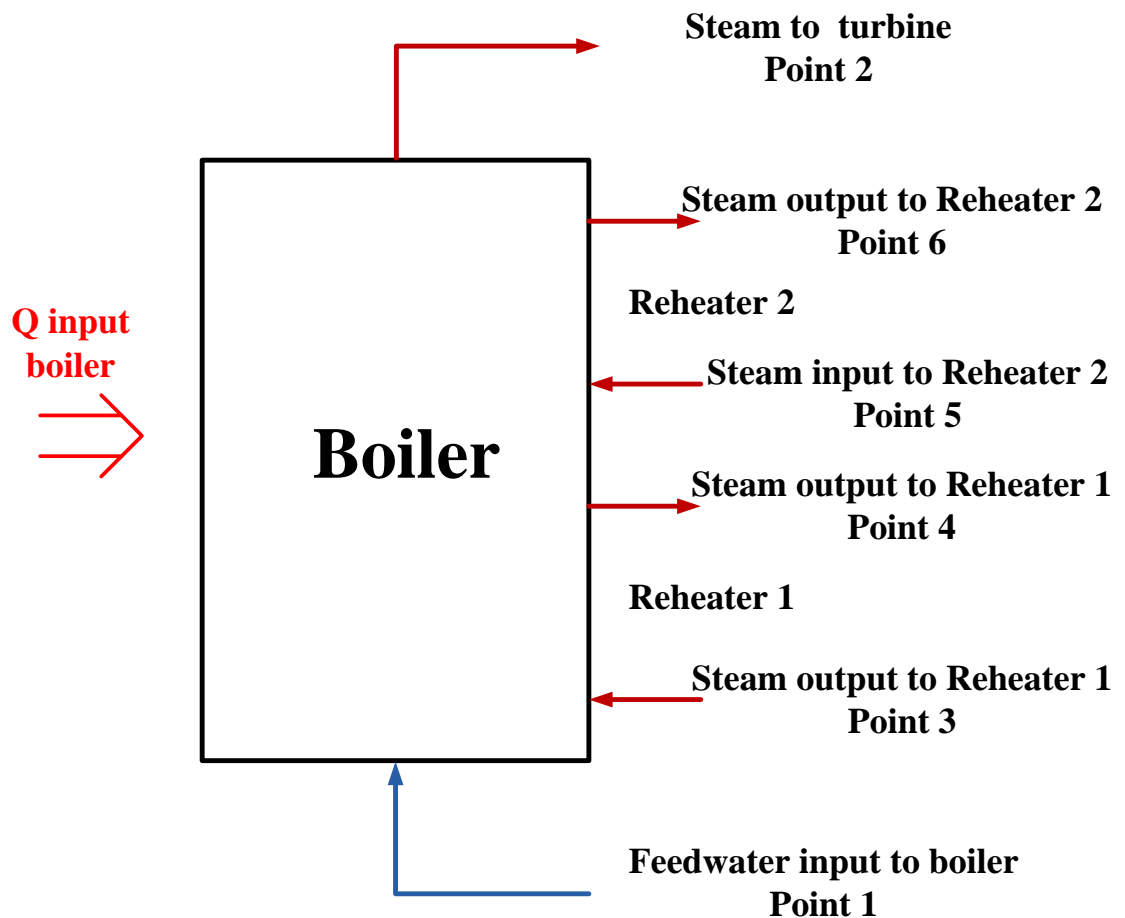 Steam to turbine
Point 2
Steam output to Reheater 2
Point 6
Reheater 2
Q input
boiler
Steam input to Reheater 2
Point 5
Boiler
Steam output to Reheater 1
Point 4
Reheater 1
Steam output to Reheater 1
Point 3
Feedwater input to boiler
Point 1